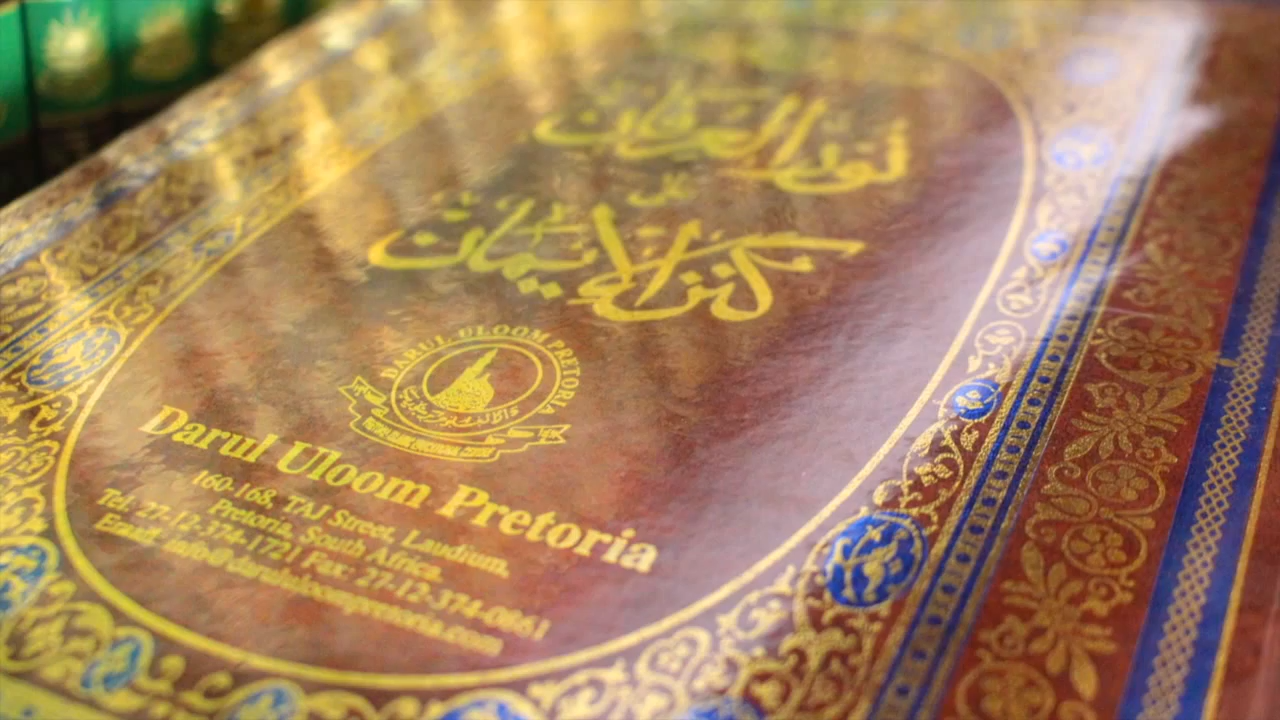 نور العرفان
على
كنز الإيمان
DARUL ULOOM PRETORIA
Darul Uloom Pretoria
160-168, TAJ Street, Laudium.
Pretoria, South Africa.
Tel: 27-12-374-1721 Fax: 27-12-374-0861
Email: info@darululoompretoria.com